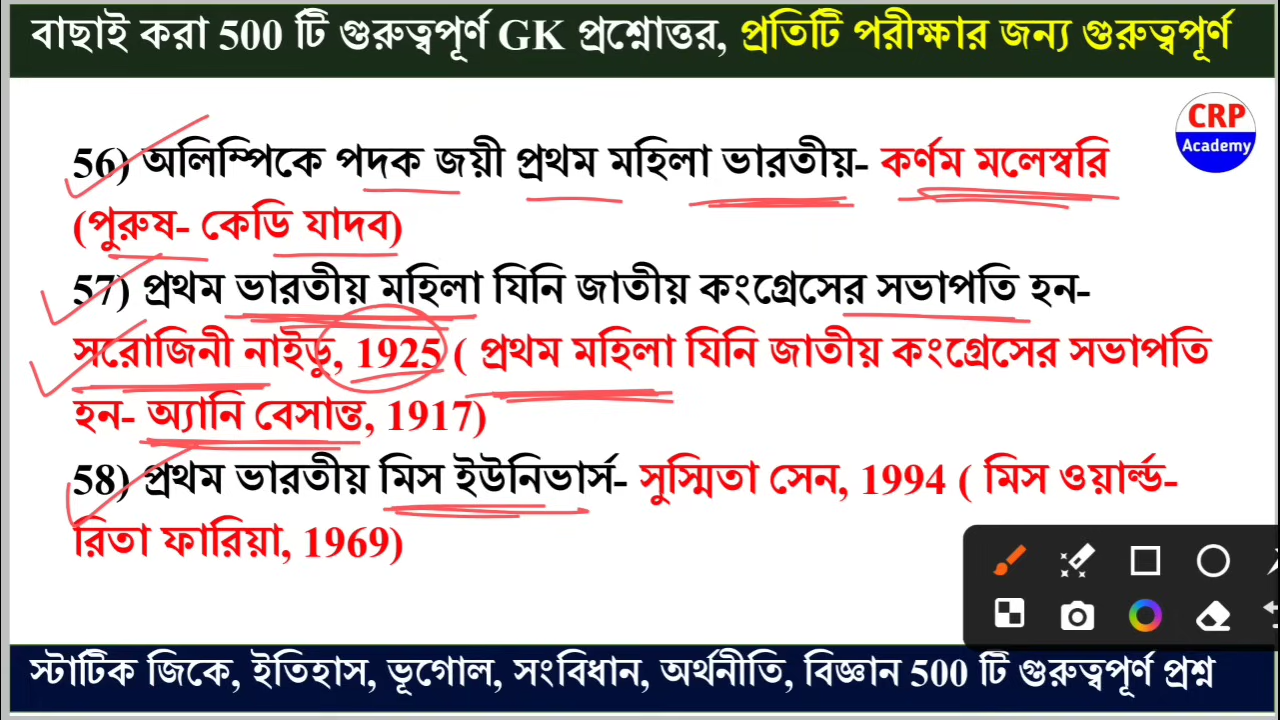 বাছাই করা 500 টি গুরুত্বপূর্ণ GK প্রশ্নোত্তর, প্রতিটি পরীক্ষার জন্য গুরুত্বপূর্ণ
CRP
Academy
56) অলিম্পিকে পদক জয়ী প্রথম মহিলা ভারতীয়- কর্ণম মলেস্বরি
(পুরুষ- কেডি যাদব)
57) প্রথম ভারতীয় মহিলা যিনি জাতীয় কংগ্রেসের সভাপতি হন-
সরোজিনী নাইডু, 1925 ( প্রথম মহিলা যিনি জাতীয় কংগ্রেসের সভাপতি
হন- অ্যানি বেসান্ত, 1917)
58) প্রথম ভারতীয় মিস ইউনিভার্স- সুস্মিতা সেন, 1994 ( মিস ওয়ার্ল্ড-
রিতা ফারিয়া, 1969)
স্টাটিক জিকে, ইতিহাস, ভূগোল, সংবিধান, অর্থনীতি, বিজ্ঞান 500 টি গুরুত্বপূর্ণ প্রশ্ন